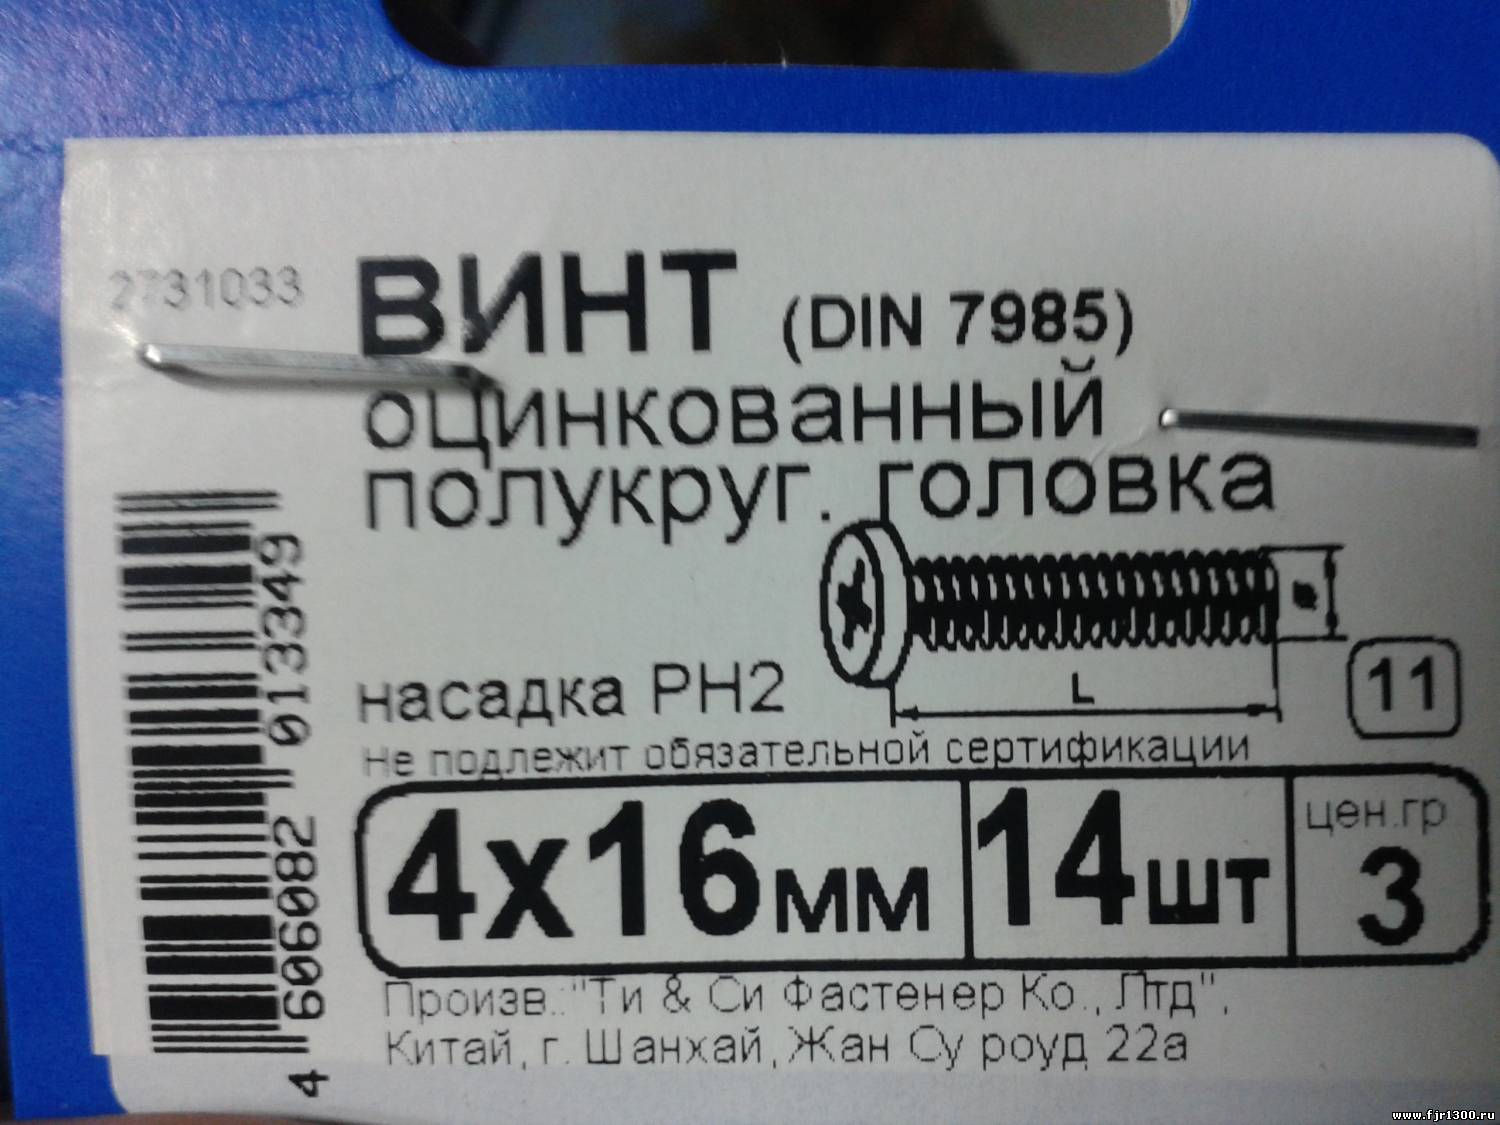 2731033
ВИНТ (DIN 7985)
оцинкованный
полукруг. головка
насадка PH2
L
11
Не подлежит обязательной сертификации
4х16мм
14шт
цен.гр
3
Произв.:"Ти & Си Фастенер Ко., Лтд",
Китай, г. Шанхай, Жан Су роуд 22а
4 606082 013349
www.fjr1300.ru